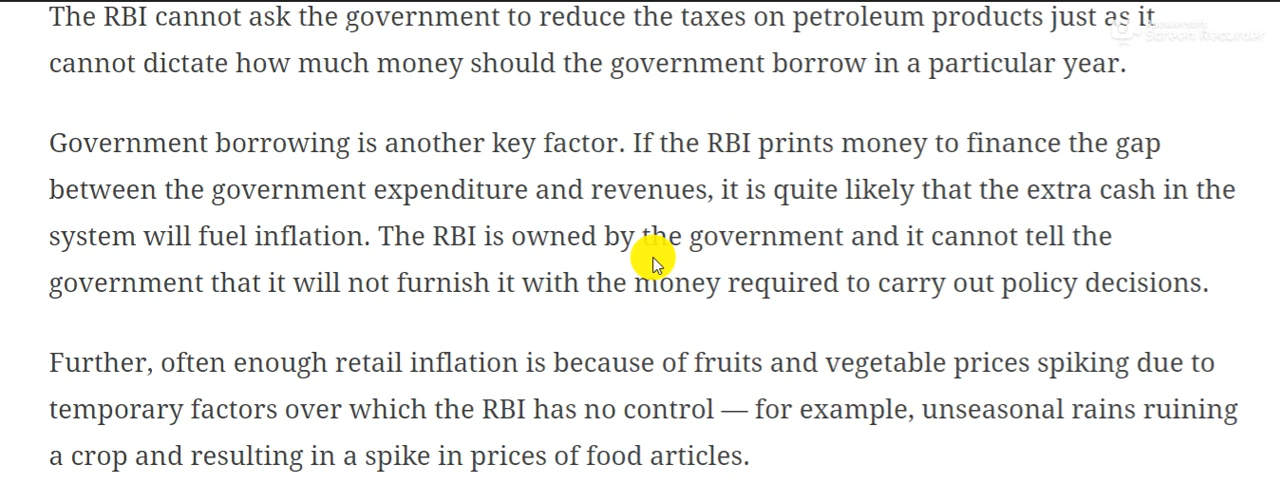 The RBI cannot ask the government to reduce the taxes on petroleum products just as it
cannot dictate how much money should the government borrow in a particular year.
Government borrowing is another key factor. If the RBI prints money to finance the gap
between the government expenditure and revenues, it is quite likely that the extra cash in the
system will fuel inflation. The RBI is owned by the government and it cannot tell the
government that it will not furnish it with the money required to carry out policy decisions.
Further, often enough retail inflation is because of fruits and vegetable prices spiking due to
temporary factors over which the RBI has no control — for example, unseasonal rains ruining
a crop and resulting in a spike in prices of food articles.
Screen Recorder